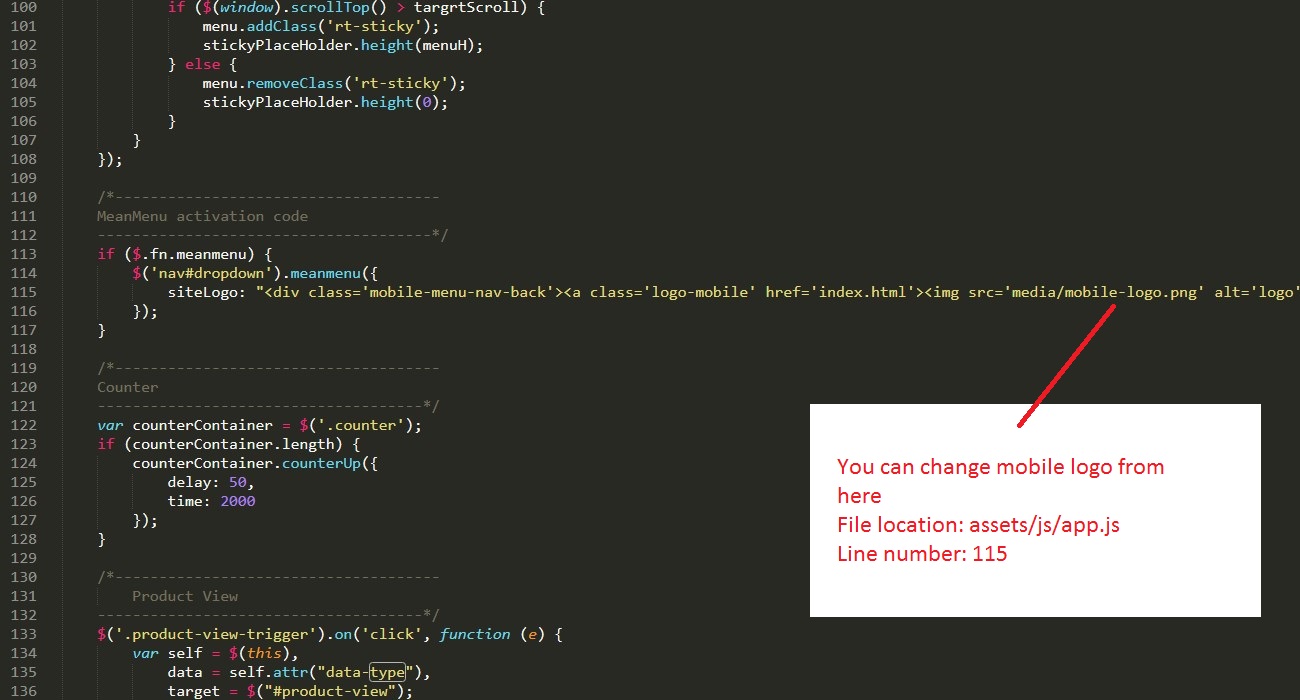 100 if ($(window).scrollTop() > targrtScroll) {
101 menu.addClass('rt-sticky');
102 stickyPlaceHolder.height(menuH);
103 } else {
104 menu.removeClass('rt-sticky');
105 stickyPlaceHolder.height(0);
106 }
107 }
108 });
109
110 /*-------------------------------------
111 MeanMenu activation code
112 --------------------------------------*/
113 if ($.fn.meanmenu) {
114 $('nav#dropdown').meanmenu({
115 siteLogo: "<div class='mobile-menu-nav-back'><a class='logo-mobile' href='index.html'><img src='media/mobile-logo.png' alt='logo'
116 });
117 }
118
119 /*-------------------------------------
120 Counter
121 -------------------------------------*/
122 var counterContainer = $('.counter');
123 if (counterContainer.length) {
124 counterContainer.counterUp({
125 delay: 50,
126 time: 2000
127 });
128 }
129
130 /*-------------------------------------
131 Product View
132 -------------------------------------*/
133 $('.product-view-trigger').on('click', function (e) {
134 var self = $(this),
135 data = self.attr("data-type"),
136 target = $("#product-view");
You can change mobile logo from
here
File location: assets/js/app.js
Line number: 115